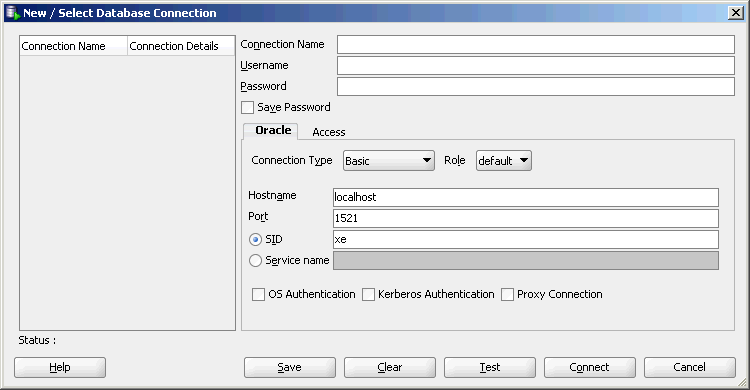 New / Select Database Connection
Connection Name Connection Details
Connection Name
Username
Password
Save Password
Oracle Access
Connection Type Basic Role default
Hostname localhost
Port 1521
SID xe
Service name
OS Authentication Kerberos Authentication Proxy Connection
Status :
Help Save Clear Test Connect Cancel